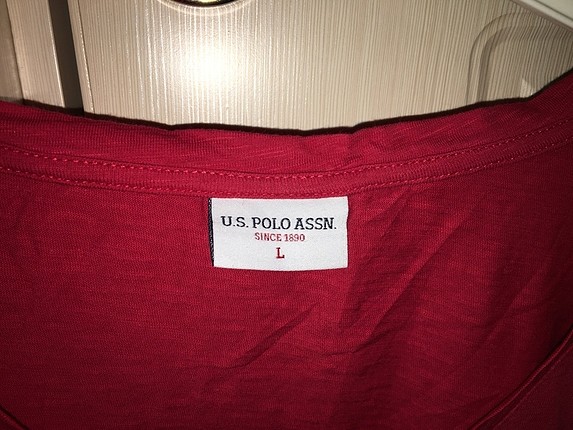 U.S. POLO ASSN.
SINCE 1890
L